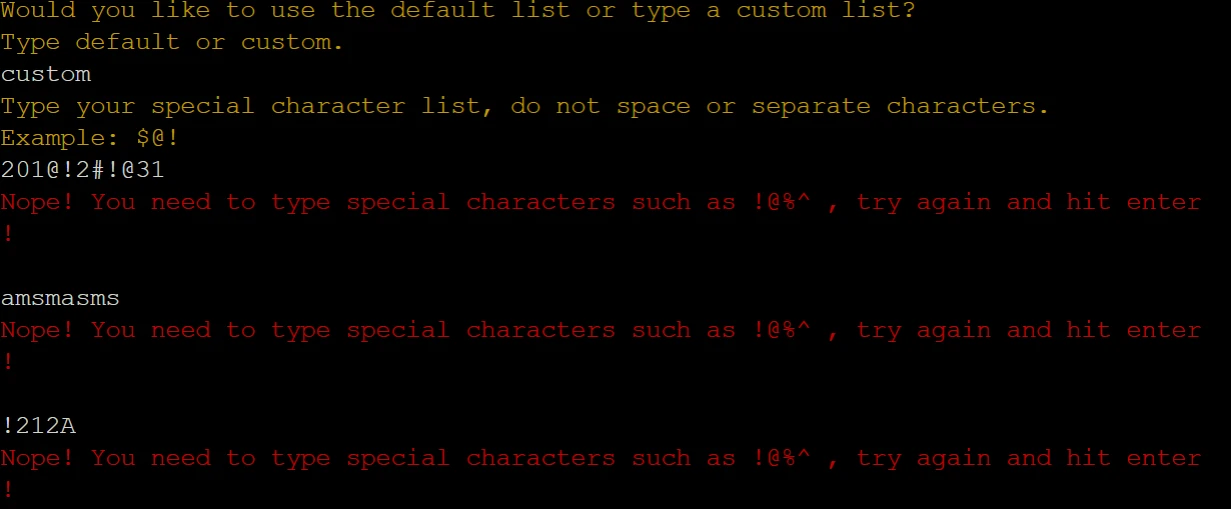 Would you like to use the default list or type a custom list?
Type default or custom.
custom
Type your special character list, do not space or separate characters.
Example: $@!
201@!2#!@31
Nope! You need to type special characters such as !@%^ , try again and hit enter
!
amsmasms
Nope! You need to type special characters such as !@%^ , try again and hit enter
!
!212A
Nope! You need to type special characters such as !@%^ , try again and hit enter
!